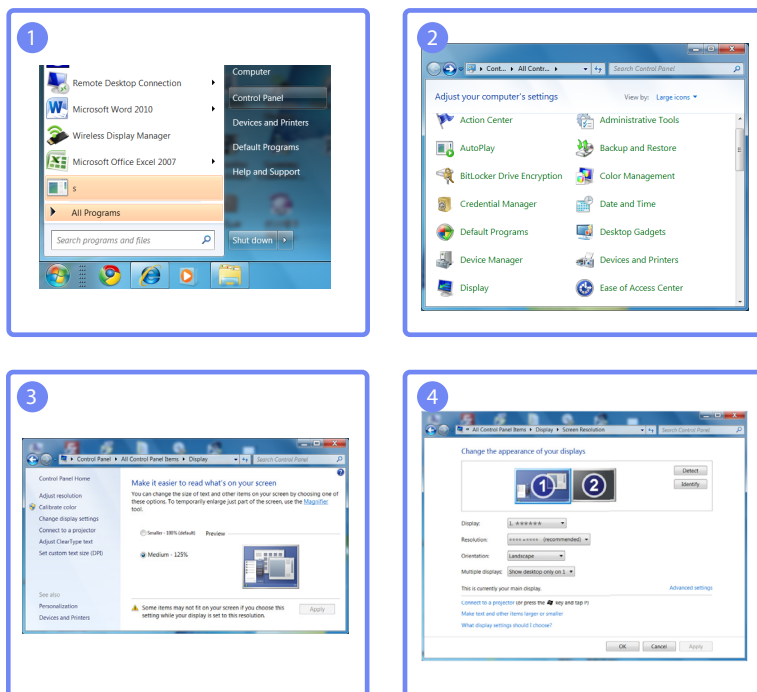 1
Remote Desktop Connection
Microsoft Word 2010
Wireless Display Manager
Microsoft Office Excel 2007
s
All Programs
Search programs and files
Computer
Control Panel
Devices and Printers
Default Programs
Help and Support
Shut down
2
Cont... All Contr...
Search Control Panel
Adjust your computer's settings
View by: Large icons
Action Center
Administrative Tools
AutoPlay
Backup and Restore
BitLocker Drive Encryption
Color Management
Credential Manager
Date and Time
Default Programs
Desktop Gadgets
Device Manager
Devices and Printers
Display
Ease of Access Center
3
Control Panel All Control Panel Items Display
Search Control Panel
Control Panel Home
Adjust resolution
Calibrate color
Change display settings
Connect to a projector
Adjust ClearType text
Set custom text size (DPI)
See also
Personalization
Devices and Printers
Make it easier to read what's on your screen
You can change the size of text and other items on your screen by choosing one of
these options. To temporarily enlarge just part of the screen, use the Magnifier
tool.
Smaller - 100% (default) Preview
Medium - 125%
Some items may not fit on your screen if you choose this
setting while your display is set to this resolution.
Apply
4
All Control Panel Items Display Screen Resolution
Search Control Panel
Change the appearance of your displays
1 2
Detect
Identify
Display: 1. ******
Resolution: **** × **** (recommended)
Orientation: Landscape
Multiple displays: Show desktop only on 1
This is currently your main display.
Advanced settings
Connect to a projector (or press the key and tap P)
Make text and other items larger or smaller
What display settings should I choose?
OK Cancel Apply